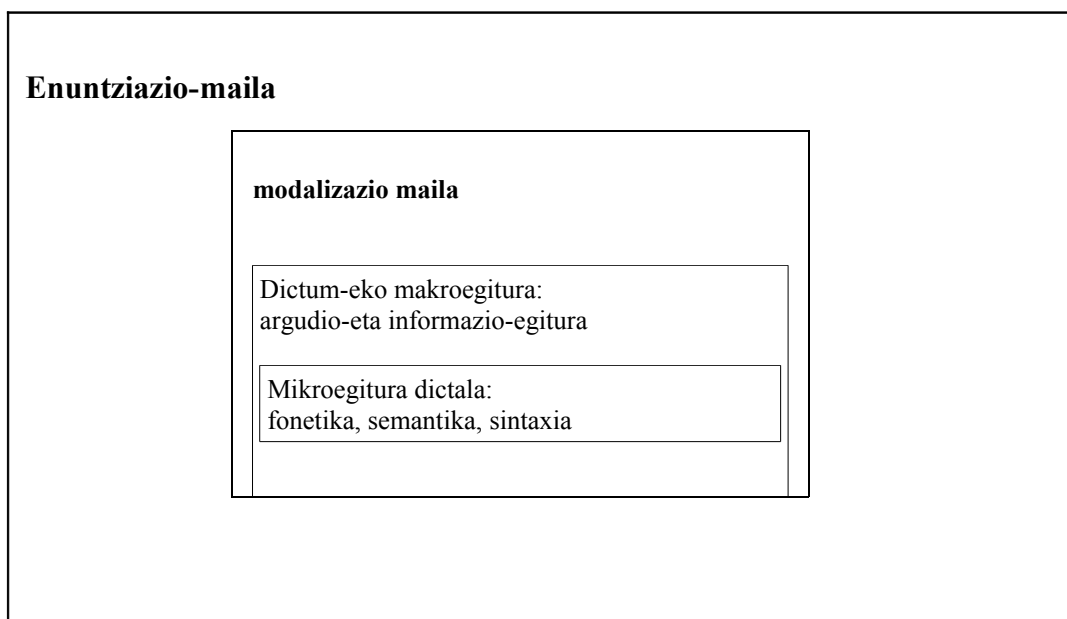 Enuntziazio-maila
modalizazio maila
Dictum-eko makroegitura:
argudio-eta informazio-egitura
Mikroegitura dictala:
fonetika, semantika, sintaxia